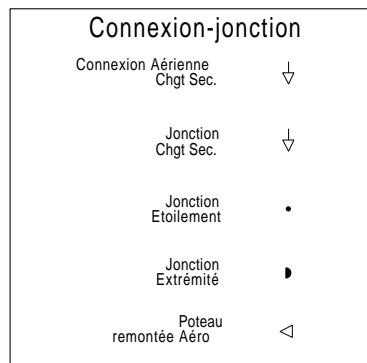 Connexion-jonction
Connexion Aérienne
Chgt Sec.
Jonction
Chgt Sec.
Jonction
Etoilement
Jonction
Extrémité
Poteau
remontée Aéro